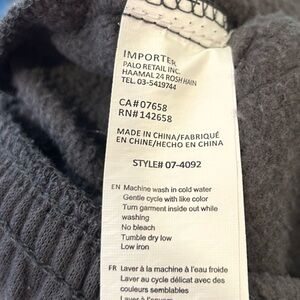 IMPORTER
PALO RETAIL INC.
HAAMAL 24 ROSH HAIN
TEL. 03-5419744
CA#07658
RN#142658
MADE IN CHINA/FABRIQUÉ
EN CHINE/HECHO EN CHINA
STYLE# 07-4092
EN Machine wash in cold water
Gentle cycle with like color
Turn garment inside out while
washing
No bleach
Tumble dry low
Low iron
FR Laver à la machine à l'eau froide
Laver au cycle délicat avec des
couleurs semblables
Laver à l'envers